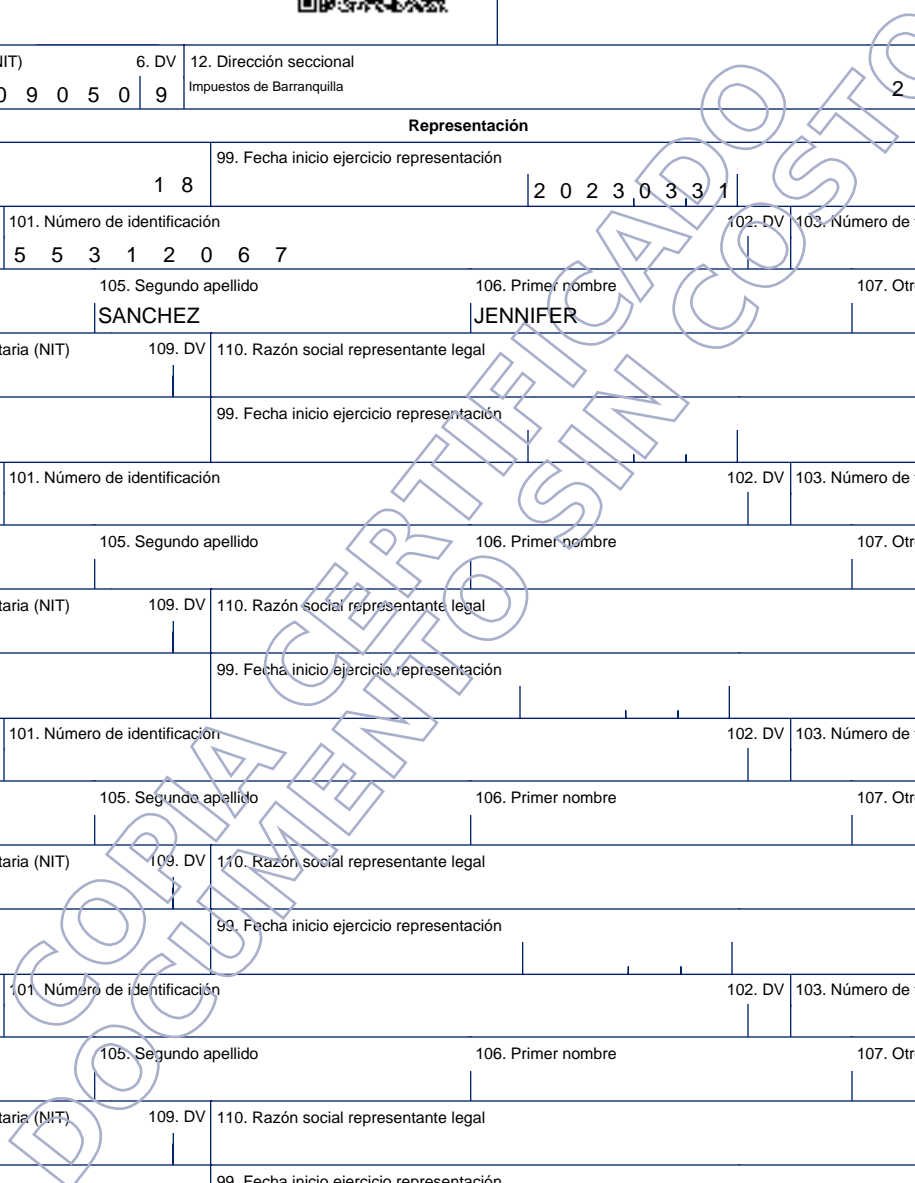 NIT) 6. DV 12. Dirección seccional
0 9 0 5 0 9 Impuestos de Barranquilla 2
Representación
99. Fecha inicio ejercicio representación
1 8 2 0 2 3 0 3 3 1
101. Número de identificación 102. DV 103. Número de
5 5 3 1 2 0 6 7
105. Segundo apellido 106. Primer nombre 107. Otr
SANCHEZ JENNIFER
taria (NIT) 109. DV 110. Razón social representante legal
99. Fecha inicio ejercicio representación
101. Número de identificación 102. DV 103. Número de
105. Segundo apellido 106. Primer nombre 107. Otr
taria (NIT) 109. DV 110. Razón social representante legal
99. Fecha inicio ejercicio representación
101. Número de identificación 102. DV 103. Número de
105. Segundo apellido 106. Primer nombre 107. Otr
taria (NIT) 109. DV 110. Razón social representante legal
99. Fecha inicio ejercicio representación
101. Número de identificación 102. DV 103. Número de
105. Segundo apellido 106. Primer nombre 107. Otr
taria (NIT) 109. DV 110. Razón social representante legal
99. Fecha inicio ejercicio representación
COPIA CERTIFICADO
DOCUMENTO SIN COSTO